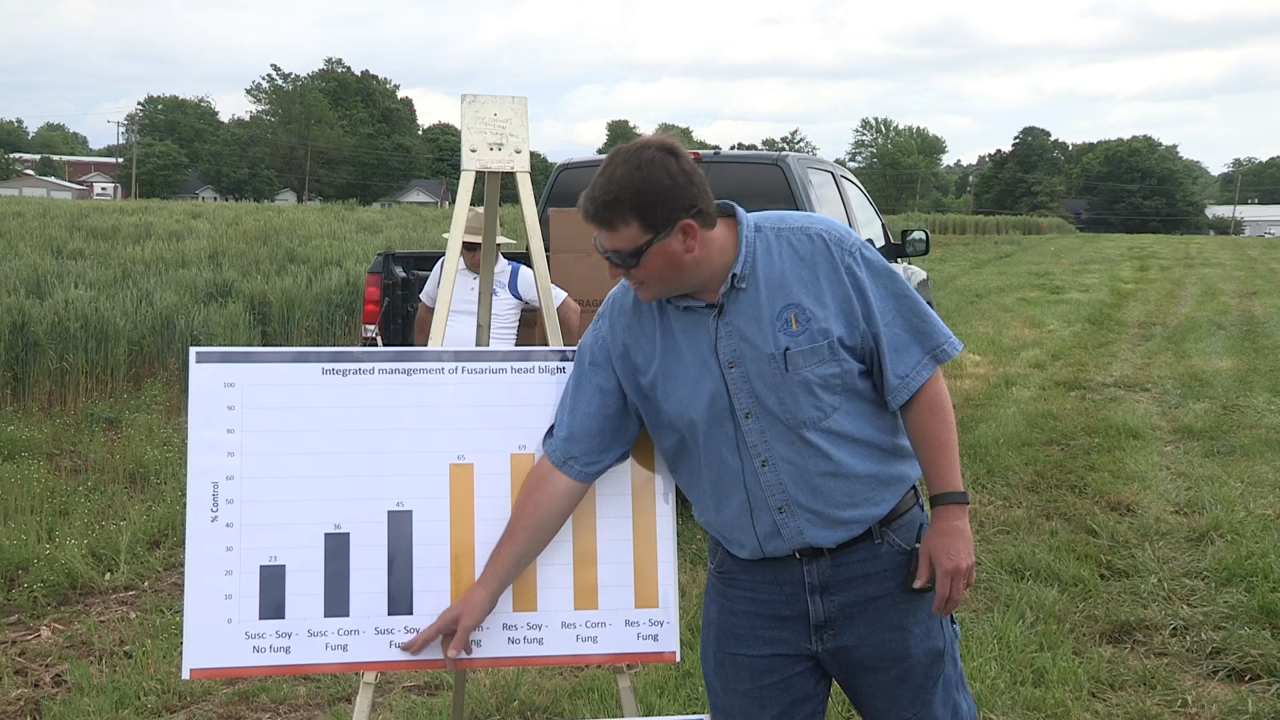 Integrated management of Fusarium head blight
% Control
100
90
80
70
60
50
40
30
20
10
0
23
36
45
65
69
Susc - Soy - No fung
Susc - Corn - Fung
Susc - Soy
Res - Soy - No fung
Res - Corn - Fung
Res - Soy - Fung